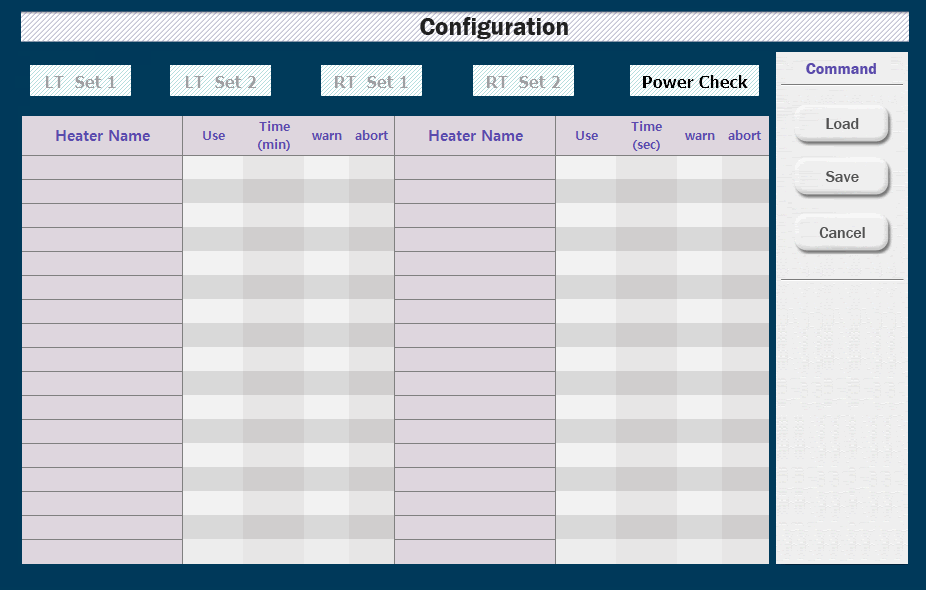 Configuration
LT Set 1 LT Set 2 RT Set 1 RT Set 2 Power Check
Command
Heater Name Use Time (min) warn abort Heater Name Use Time (sec) warn abort
Load
Save
Cancel